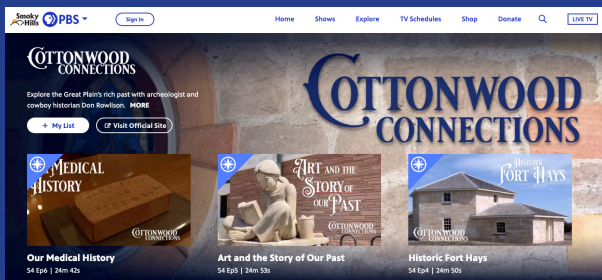 Smoky Hills PBS
Sign In
Home Shows Explore TV Schedules Shop Donate LIVE TV
COTTONWOOD
CONNECTIONS
Explore the Great Plain's rich past with archeologist and
cowboy historian Don Rowlison. MORE
+ My List
Visit Official Site
COTTONWOOD
CONNECTIONS
MEDICAL
HISTORY
COTTONWOOD
CONNECTIONS
Our Medical History
S4 Ep6 | 24m 42s
ART AND THE
STORY OF
OUR PAST
COTTONWOOD
CONNECTIONS
Art and the Story of Our Past
S4 Ep5 | 24m 53s
HISTORIC
FORT HAYS
COTTONWOOD
CONNECTIONS
Historic Fort Hays
S4 Ep4 | 24m 50s